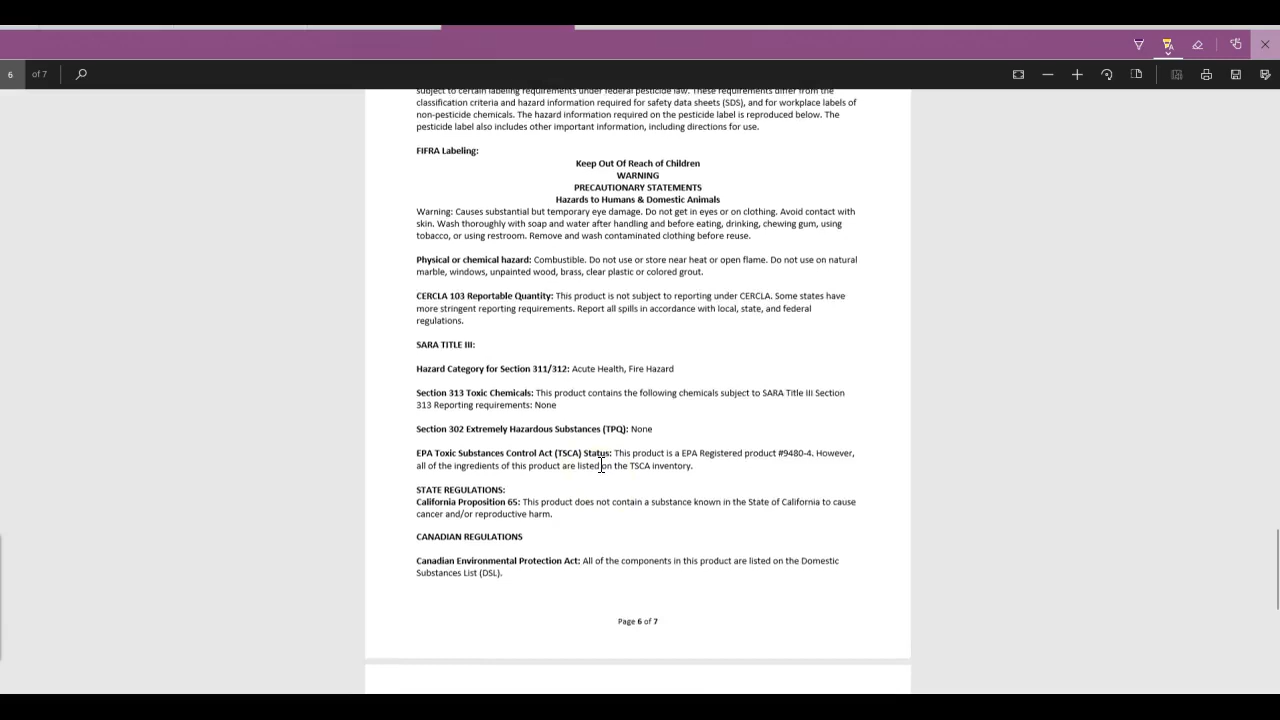 6 of 7
subject to certain labeling requirements under federal pesticide law. These requirements differ from the
classification criteria and hazard information required for safety data sheets (SDS), and for workplace labels of
non-pesticide chemicals. The hazard information required on the pesticide label is reproduced below. The
pesticide label also includes other important information, including directions for use.
FIFRA Labeling:
Keep Out Of Reach of Children
WARNING
PRECAUTIONARY STATEMENTS
Hazards to Humans & Domestic Animals
Warning: Causes substantial but temporary eye damage. Do not get in eyes or on clothing. Avoid contact with
skin. Wash thoroughly with soap and water after handling and before eating, drinking, chewing gum, using
tobacco, or using restroom. Remove and wash contaminated clothing before reuse.
Physical or chemical hazard: Combustible. Do not use or store near heat or open flame. Do not use on natural
marble, windows, unpainted wood, brass, clear plastic or colored grout.
CERCLA 103 Reportable Quantity: This product is not subject to reporting under CERCLA. Some states have
more stringent reporting requirements. Report all spills in accordance with local, state, and federal
regulations.
SARA TITLE III:
Hazard Category for Section 311/312: Acute Health, Fire Hazard
Section 313 Toxic Chemicals: This product contains the following chemicals subject to SARA Title III Section
313 Reporting requirements: None
Section 302 Extremely Hazardous Substances (TPQ): None
EPA Toxic Substances Control Act (TSCA) Status: This product is a EPA Registered product #9480-4. However,
all of the ingredients of this product are listed on the TSCA inventory.
STATE REGULATIONS:
California Proposition 65: This product does not contain a substance known in the State of California to cause
cancer and/or reproductive harm.
CANADIAN REGULATIONS
Canadian Environmental Protection Act: All of the components in this product are listed on the Domestic
Substances List (DSL).
Page 6 of 7